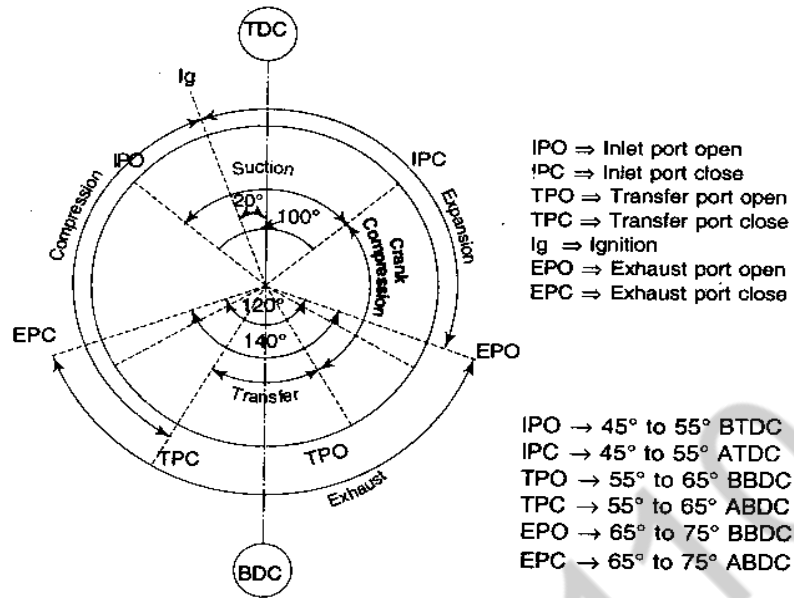 TDC
Ig
IPO
IPC
Suction
20°
100°
Compression
Expansion
Crank
Compression
120°
140°
EPC
EPO
Transfer
TPC
TPO
Exhaust
BDC
IPO ⇒ Inlet port open
IPC ⇒ Inlet port close
TPO ⇒ Transfer port open
TPC ⇒ Transfer port close
Ig ⇒ Ignition
EPO ⇒ Exhaust port open
EPC ⇒ Exhaust port close
IPO → 45° to 55° BTDC
IPC → 45° to 55° ATDC
TPO → 55° to 65° BBDC
TPC → 55° to 65° ABDC
EPO → 65° to 75° BBDC
EPC → 65° to 75° ABDC